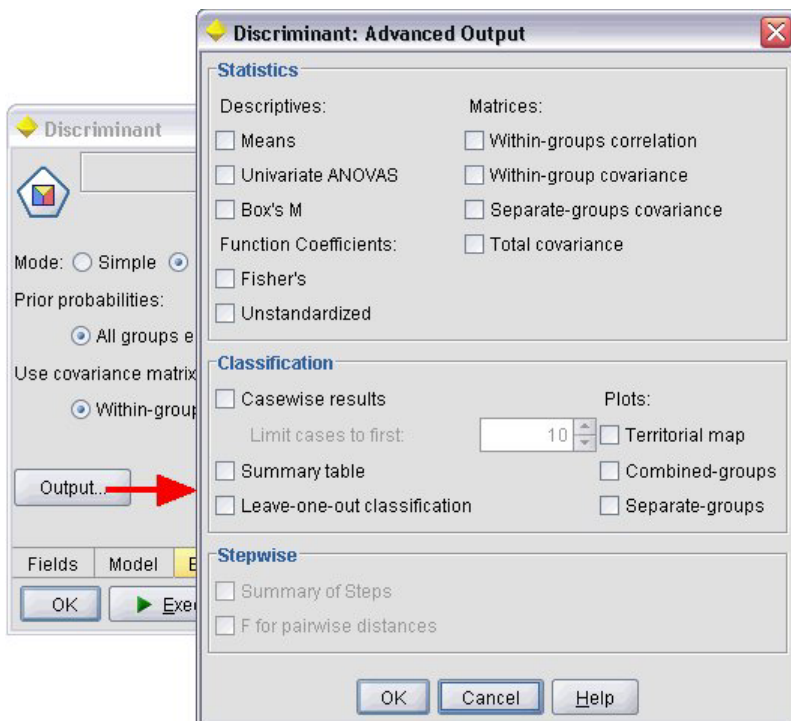 Discriminant: Advanced Output
Statistics
Descriptives:
Means
Univariate ANOVAS
Box's M
Function Coefficients:
Fisher's
Unstandardized
Matrices:
Within-groups correlation
Within-group covariance
Separate-groups covariance
Total covariance
Classification
Casewise results
Limit cases to first: 10
Summary table
Leave-one-out classification
Plots:
Territorial map
Combined-groups
Separate-groups
Stepwise
Summary of Steps
F for pairwise distances
OK Cancel Help
Discriminant
Mode: Simple
Prior probabilities:
All groups e
Use covariance matrix
Within-group
Output...
Fields Model E
OK Exe